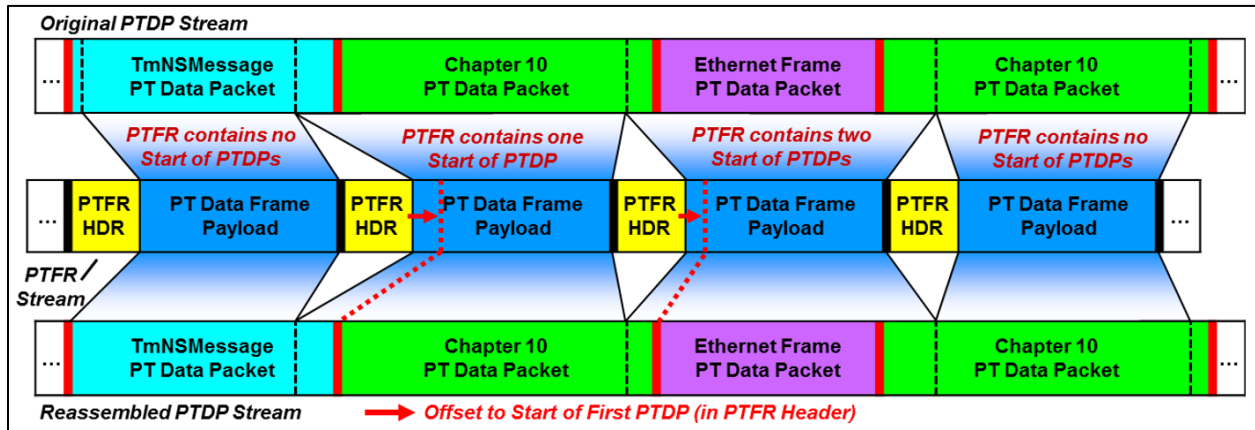 Original PTDP Stream
...
TmNSMessage
PT Data Packet
Chapter 10
PT Data Packet
Ethernet Frame
PT Data Packet
Chapter 10
PT Data Packet
...
PTFR contains no
Start of PTDPs
PTFR contains one
Start of PTDP
PTFR contains two
Start of PTDPs
PTFR contains no
Start of PTDPs
...
PTFR
HDR
PT Data Frame
Payload
PTFR
HDR
PT Data Frame
Payload
PTFR
HDR
PT Data Frame
Payload
PTFR
HDR
PT Data Frame
Payload
...
PTFR
Stream
...
TmNSMessage
PT Data Packet
Chapter 10
PT Data Packet
Ethernet Frame
PT Data Packet
Chapter 10
PT Data Packet
...
Reassembled PTDP Stream
Offset to Start of First PTDP (in PTFR Header)